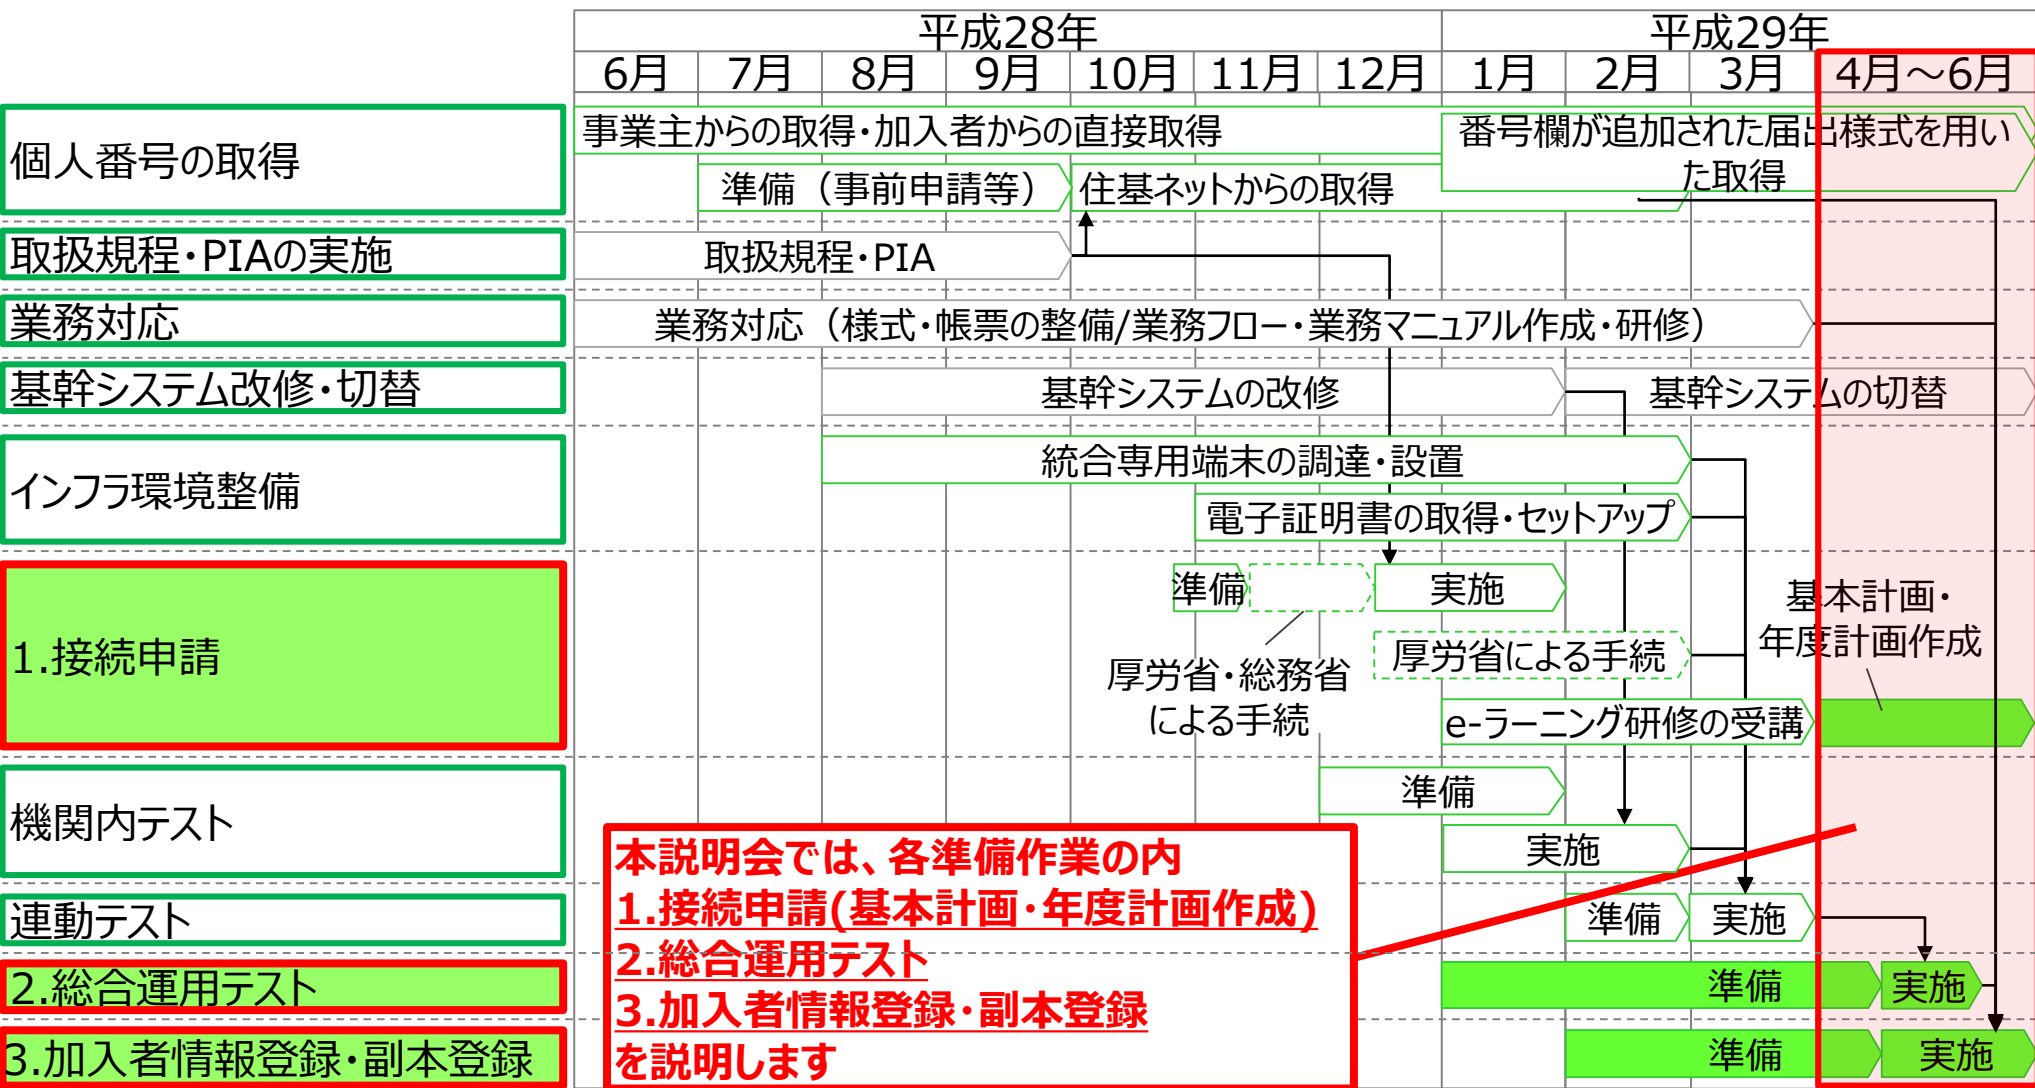 平成28年
平成29年
6月
7月
8月
9月
10月
11月
12月
1月
2月
3月
4月～6月
個人番号の取得
事業主からの取得・加入者からの直接取得
番号欄が追加された届出様式を用い
た取得
準備（事前申請等）
住基ネットからの取得
取扱規程・PIAの実施
取扱規程・PIA
業務対応
業務対応（様式・帳票の整備/業務フロー・業務マニュアル作成・研修）
基幹システム改修・切替
基幹システムの改修
基幹システムの切替
インフラ環境整備
統合専用端末の調達・設置
電子証明書の取得・セットアップ
1.接続申請
準備
実施
厚労省・総務省
による手続
厚労省による手続
e-ラーニング研修の受講
基本計画・
年度計画作成
機関内テスト
準備
実施
連動テスト
準備
実施
2.総合運用テスト
準備
実施
3.加入者情報登録・副本登録
準備
実施
本説明会では、各準備作業の内
1.接続申請(基本計画・年度計画作成)
2.総合運用テスト
3.加入者情報登録・副本登録
を説明します